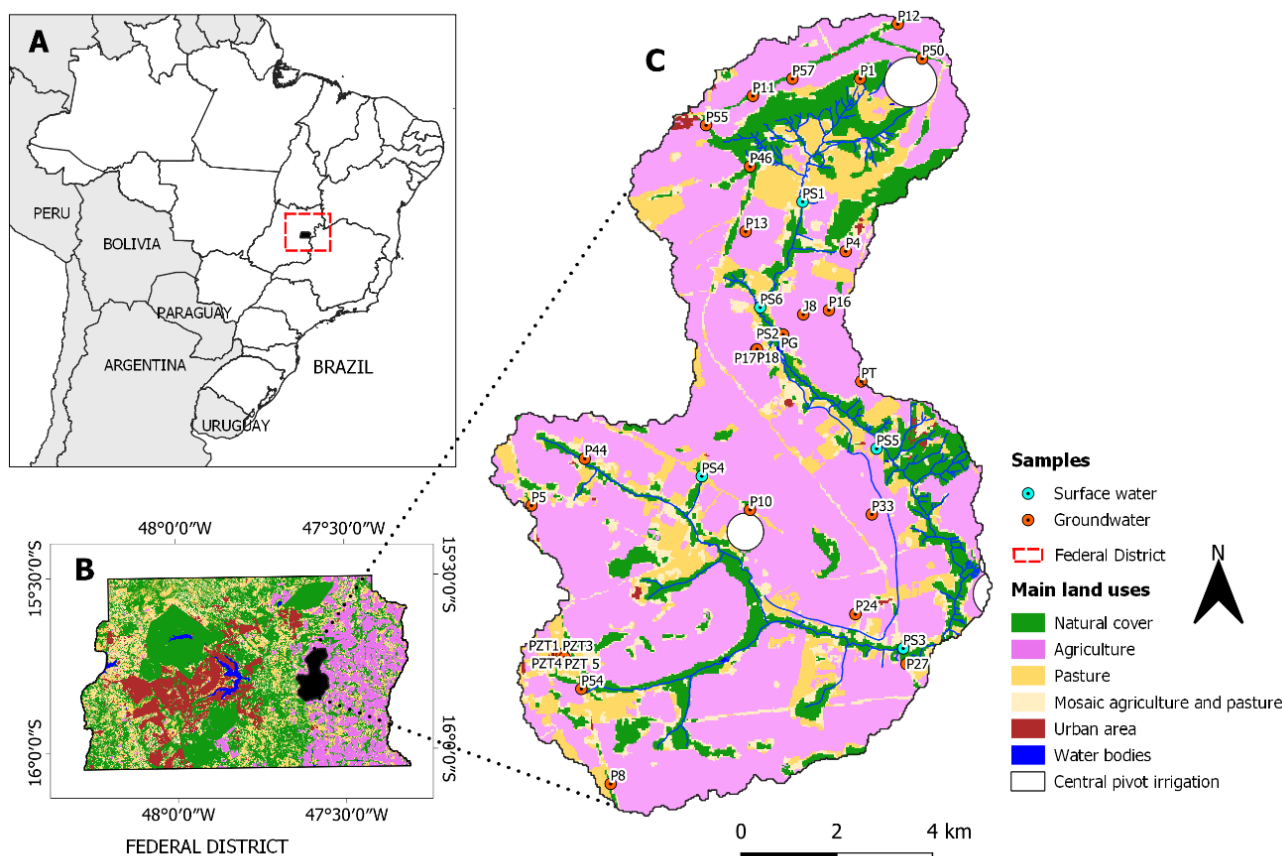 A
PERU
BOLIVIA
PARAGUAY
ARGENTINA
BRAZIL
URUGUAY
B
48°0'0"W
47°30'0"W
15°30'0"S
15°30'0"S
16°0'0"S
16°0'0"S
48°0'0"W
47°30'0"W
FEDERAL DISTRICT
C
P12
P50
P57
P1
P11
P55
P46
PS1
P13
P4
PS6
J8
P16
PS2
PG
P17
P18
PT
PS5
P44
PS4
P5
P10
P33
P24
PS3
P27
PZT1
PZT3
PZT4
PZT 5
P54
P8
0 2 4 km
Samples
Surface water
Groundwater
Federal District
Main land uses
Natural cover
Agriculture
Pasture
Mosaic agriculture and pasture
Urban area
Water bodies
Central pivot irrigation
N